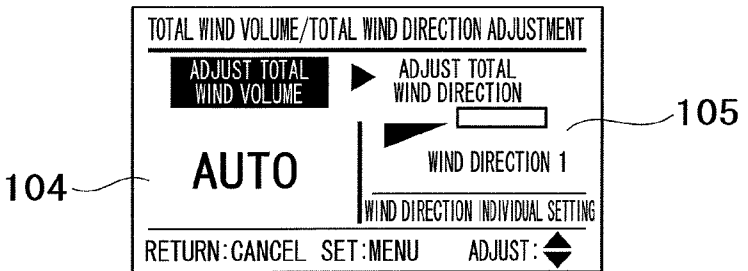 TOTAL WIND VOLUME/TOTAL WIND DIRECTION ADJUSTMENT
ADJUST TOTAL
WIND VOLUME
ADJUST TOTAL
WIND DIRECTION
105
AUTO
WIND DIRECTION 1
104
WIND DIRECTION INDIVIDUAL SETTING
RETURN:CANCEL SET:MENU ADJUST: